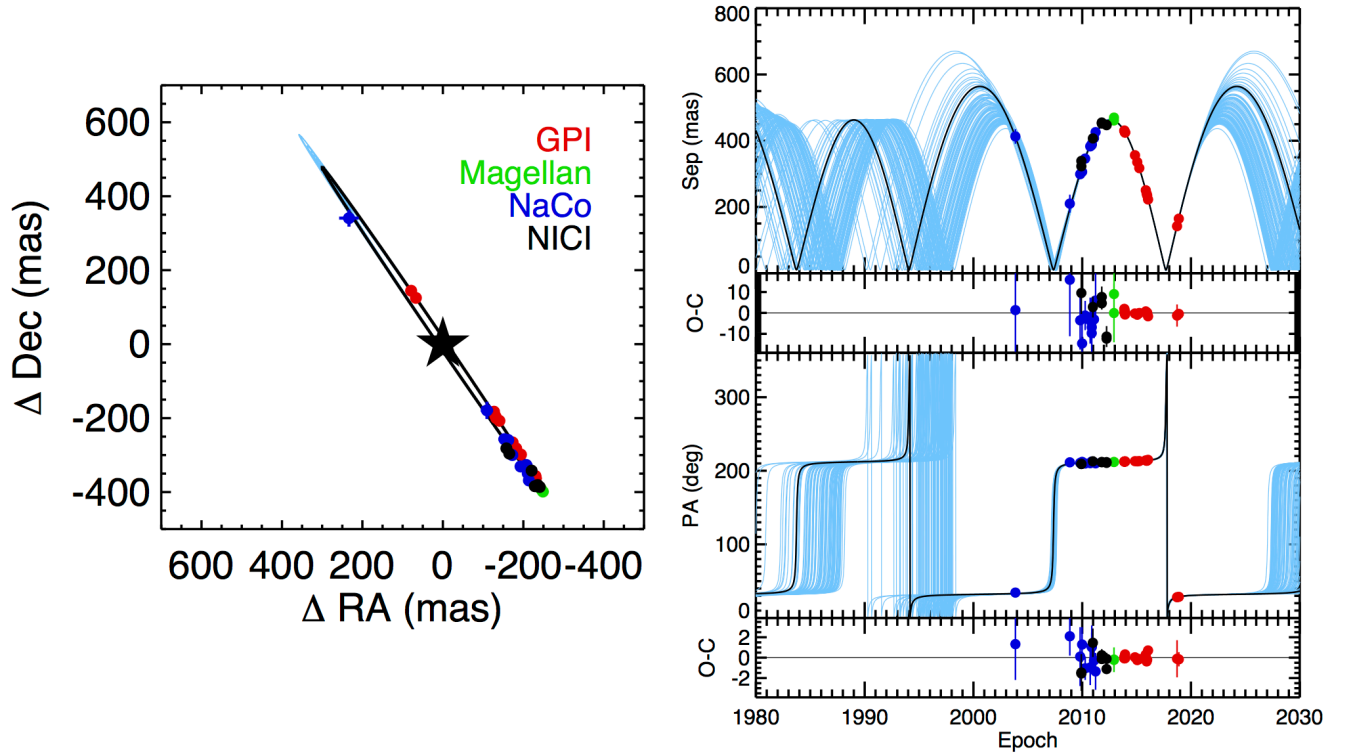 600
400
200
0
-200
-400
Δ Dec (mas)
600 400 200 0 -200 -400
Δ RA (mas)
GPI
Magellan
NaCo
NICI
800
600
400
200
0
Sep (mas)
10
0
-10
O-C
300
200
100
0
PA (deg)
2
0
-2
O-C
1980 1990 2000 2010 2020 2030
Epoch